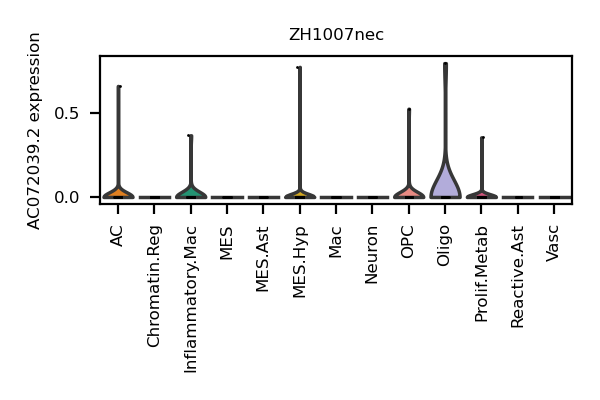 ZH1007nec
AC072039.2 expression
0.5
0.0
AC
Chromatin.Reg
Inflammatory.Mac
MES
MES.Ast
MES.Hyp
Mac
Neuron
OPC
Oligo
Prolif.Metab
Reactive.Ast
Vasc